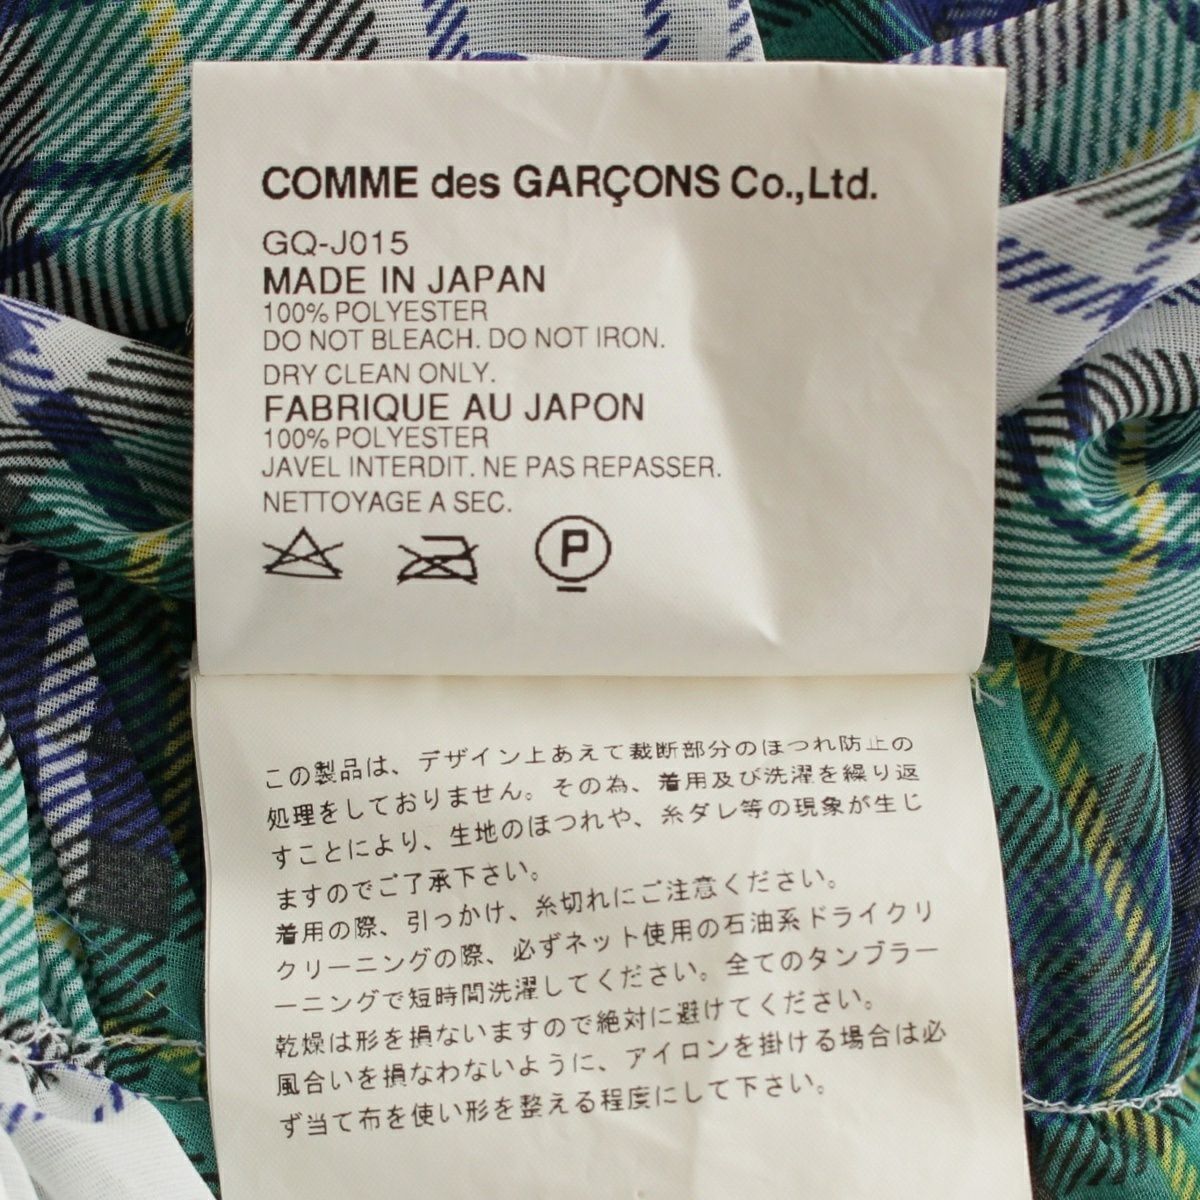 COMME des GARÇONS Co.,Ltd.
GQ-J015
MADE IN JAPAN
100% POLYESTER
DO NOT BLEACH. DO NOT IRON.
DRY CLEAN ONLY.
FABRIQUE AU JAPON
100% POLYESTER
JAVEL INTERDIT. NE PAS REPASSER.
NETTOYAGE A SEC.
P
この製品は、デザイン上あえて裁断部分のほつれ防止の
処理をしておりません。その為、着用及び洗濯を繰り返
すことにより、生地のほつれや、糸ダレ等の現象が生じ
ますのでご了承下さい。
着用の際、引っかけ、糸切れにご注意ください。
クリーニングの際、必ずネット使用の石油系ドライクリ
ーニングで短時間洗濯してください。全てのタンブラー
乾燥は形を損ないますので絶対に避けてください。
風合いを損なわないように、アイロンを掛ける場合は必
ず当て布を使い形を整える程度にして下さい。